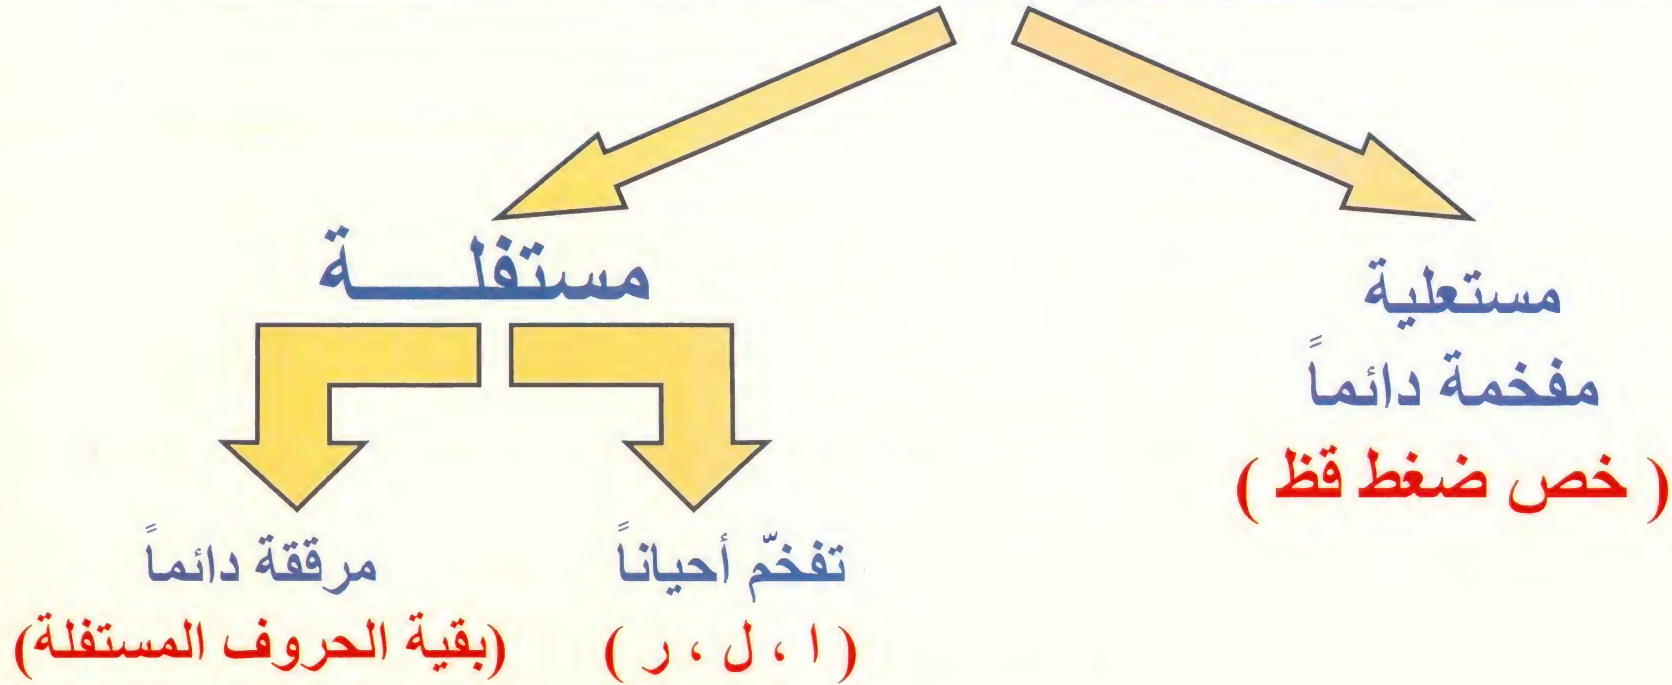 مستعلية
مفخمة دائماً
( خص ضغط قظ )
مستفلـــــة
تفخّم أحياناً
( ا ، ل ، ر )
مرققة دائماً
(بقية الحروف المستفلة)